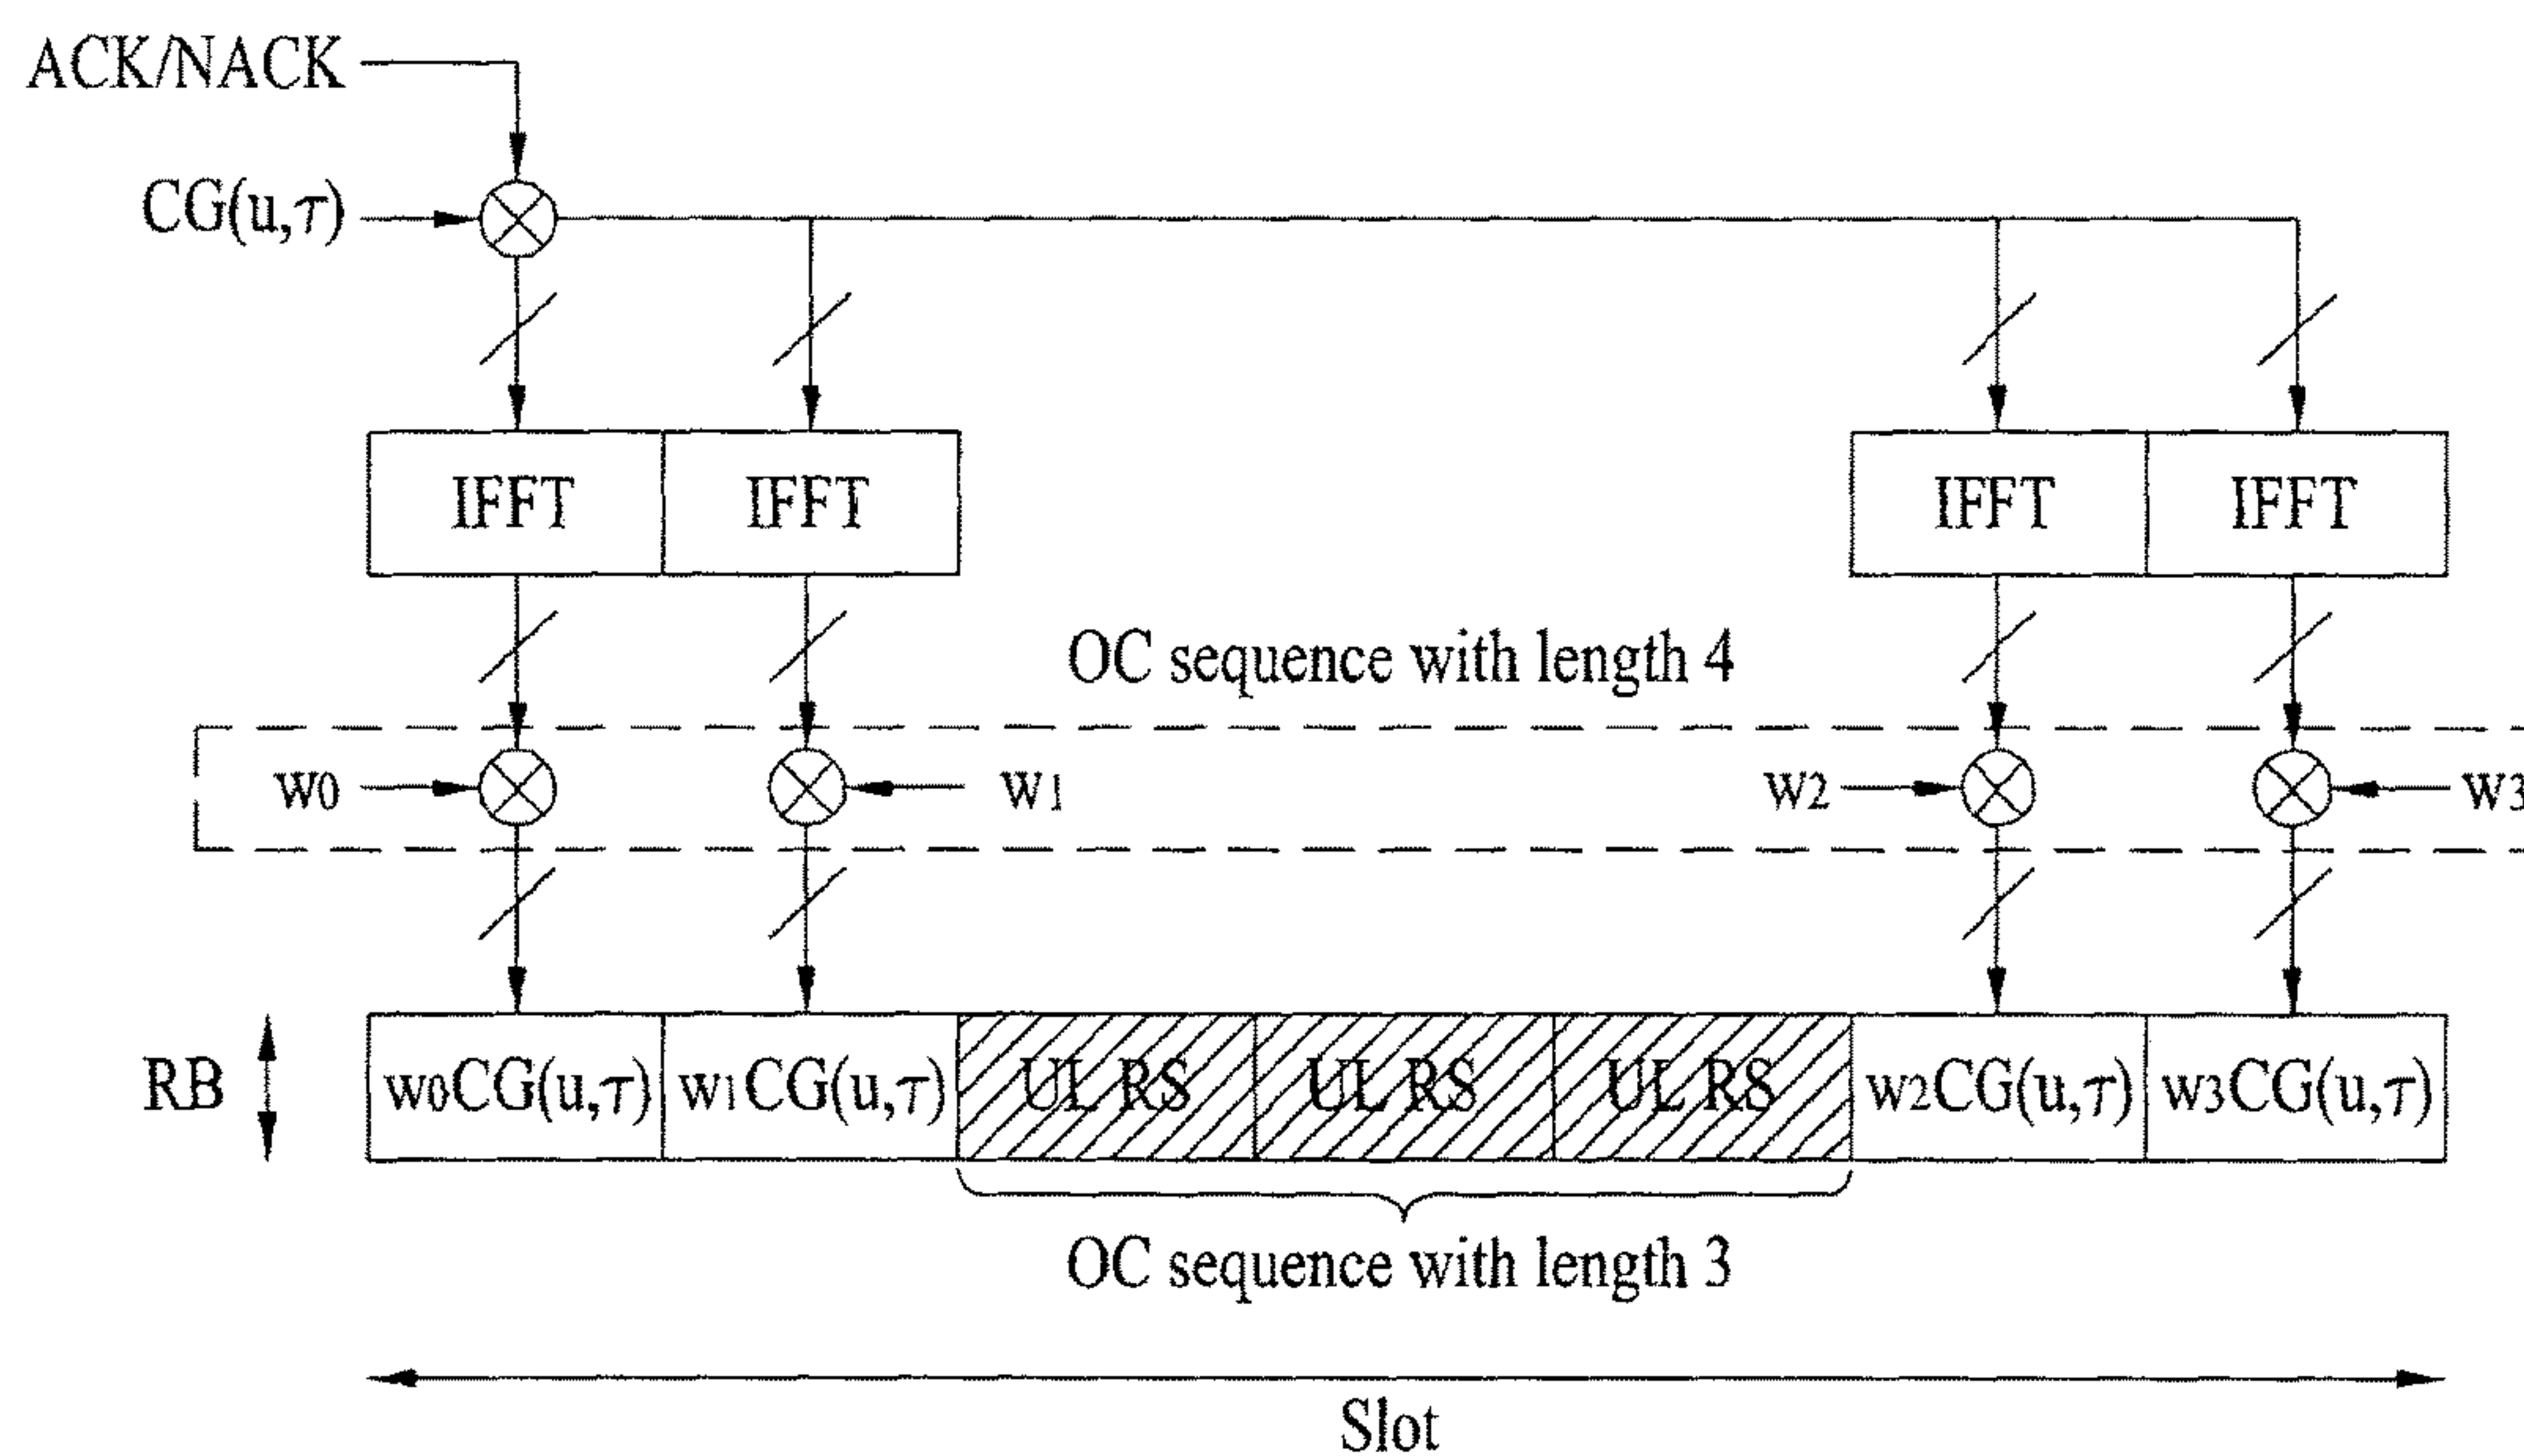 ACK/NACK
CG(u,τ)
IFFT IFFT IFFT IFFT
OC sequence with length 4
w0 w1 w2 w3
RB w0CG(u,τ) w1CG(u,τ) UL RS UL RS UL RS w2CG(u,τ) w3CG(u,τ)
OC sequence with length 3
Slot